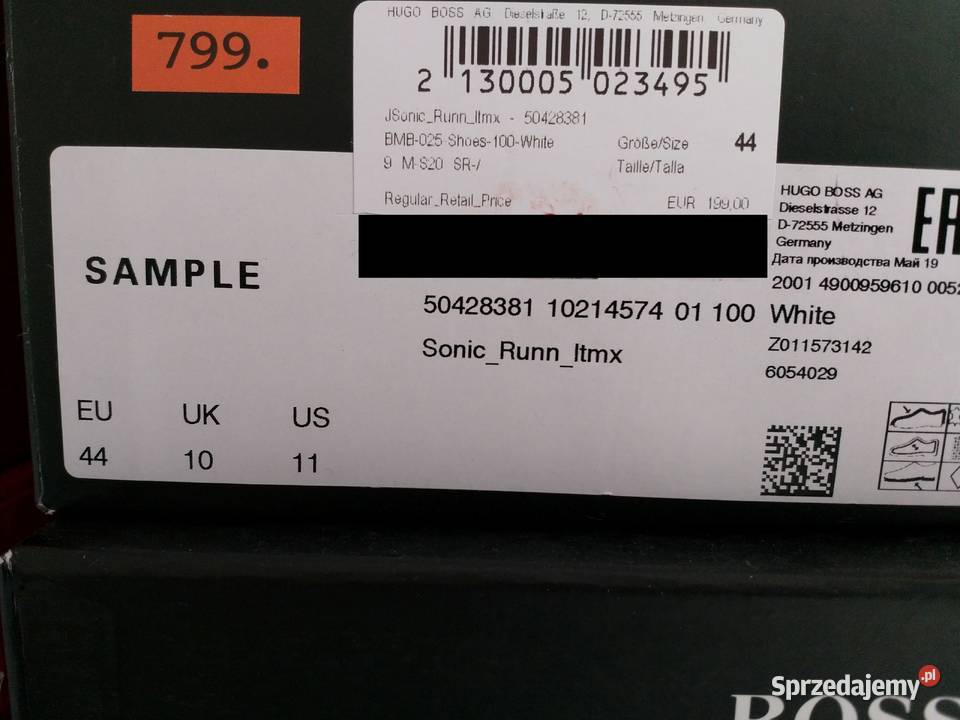 799.
HUGO BOSS AG Dieselstraße 12, D-72555 Metzingen Germany
2 130005 023495
JSonic_Runn_ltmx - 50428381
BMB-025 Shoes-100-White Größe/Size 44
9 M-S20 SR-/ Taille/Talla
Regular_Retail_Price EUR 199,00
HUGO BOSS AG
Dieselstrasse 12
D-72555 Metzingen
Germany
Дата производства Май 19
2001 4900959610 0052
SAMPLE
50428381 10214574 01 100 White
Sonic_Runn_ltmx
Z011573142
6054029
EU UK US
44 10 11
BOSS
Sprzedajemy.pl